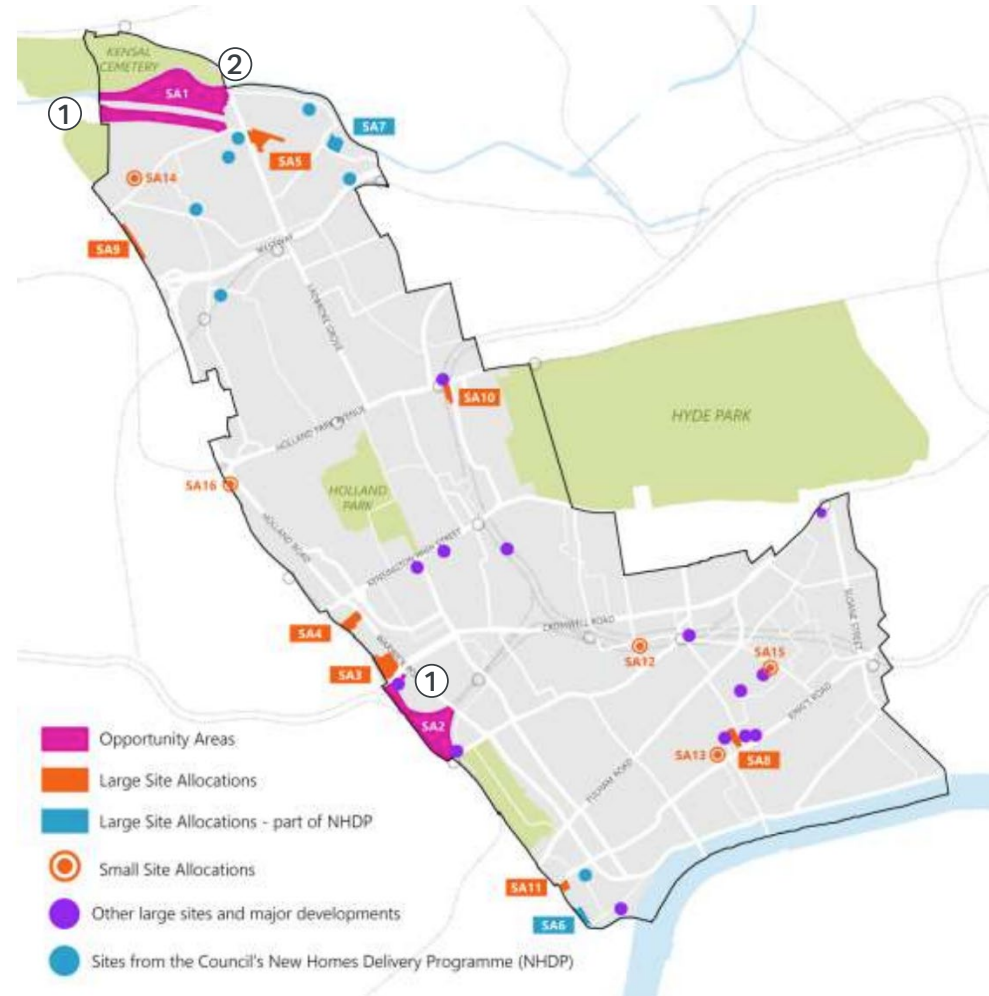 KENSAL
CEMETERY
②
SA1
①
SA7
SA5
SA14
SA9
WESTWAY
LADBROKE GROVE
SA10
HYDE PARK
HOLLAND PARK AVENUE
SA16
HOLLAND
PARK
HOLLAND ROAD
KENSINGTON HIGH STREET
SLOANE STREET
CROMWELL ROAD
SA4
SA12
SA15
SA3
①
SA2
KING'S ROAD
SA13
SA8
FULHAM ROAD
SA11
SA6
Opportunity Areas
Large Site Allocations
Large Site Allocations - part of NHDP
Small Site Allocations
Other large sites and major developments
Sites from the Council's New Homes Delivery Programme (NHDP)